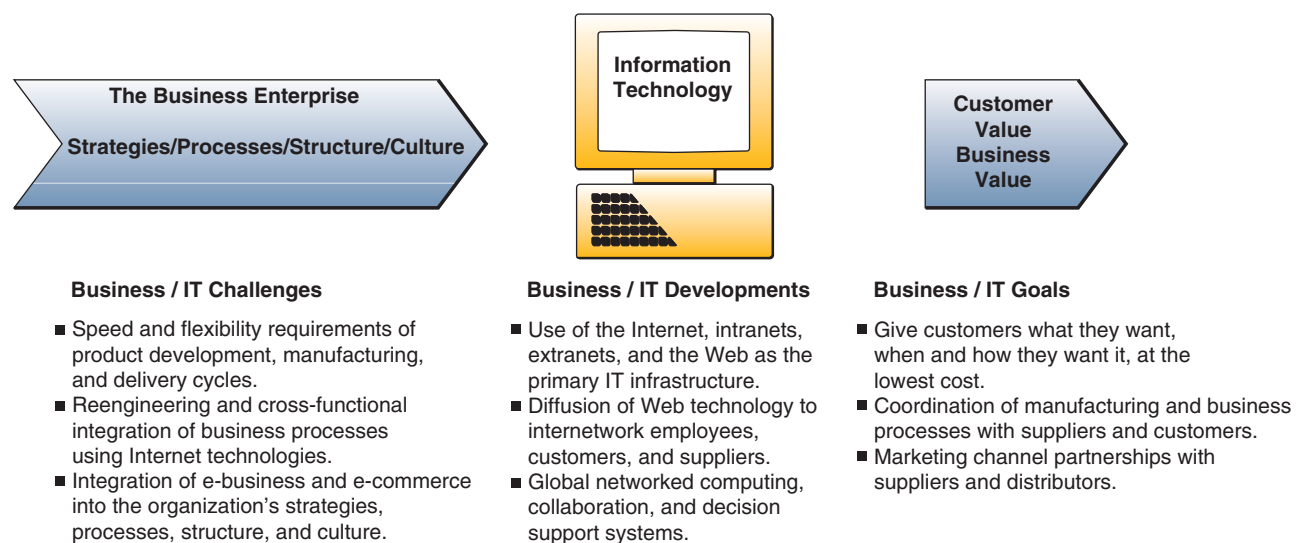 The Business Enterprise
Strategies/Processes/Structure/Culture
Information
Technology
Customer
Value
Business
Value
Business / IT Challenges
■ Speed and flexibility requirements of
product development, manufacturing,
and delivery cycles.
■ Reengineering and cross-functional
integration of business processes
using Internet technologies.
■ Integration of e-business and e-commerce
into the organization’s strategies,
processes, structure, and culture.
Business / IT Developments
■ Use of the Internet, intranets,
extranets, and the Web as the
primary IT infrastructure.
■ Diffusion of Web technology to
internetwork employees,
customers, and suppliers.
■ Global networked computing,
collaboration, and decision
support systems.
Business / IT Goals
■ Give customers what they want,
when and how they want it, at the
lowest cost.
■ Coordination of manufacturing and business
processes with suppliers and customers.
■ Marketing channel partnerships with
suppliers and distributors.